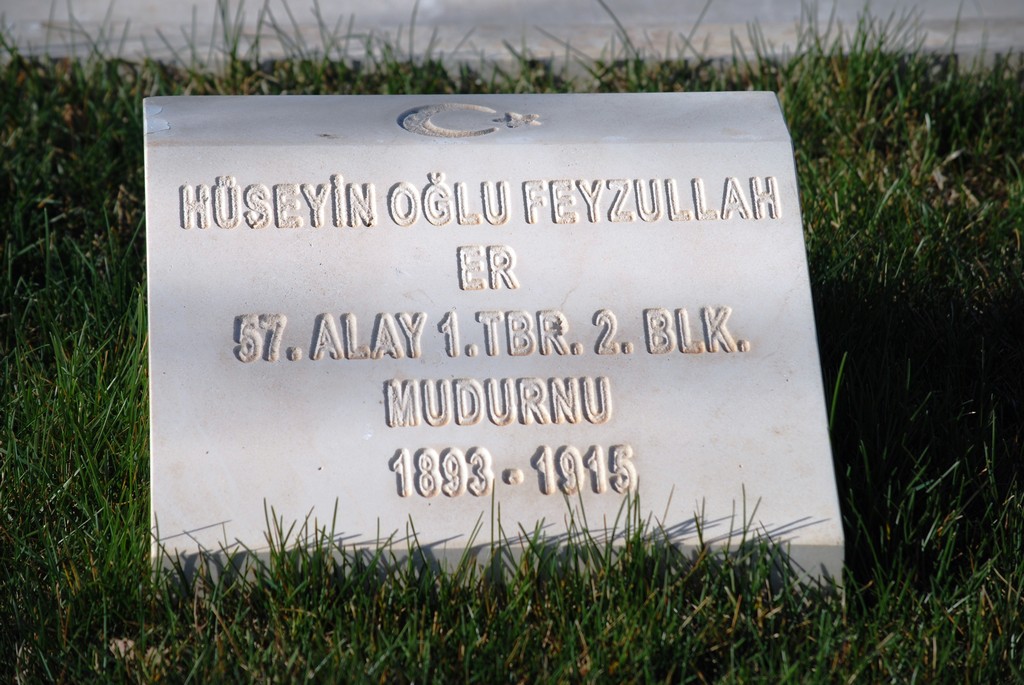 HÜSEYİN OĞLU FEYZULLAH
ER
57. ALAY 1.TBR. 2. BLK.
MUDURNU
1893 - 1915